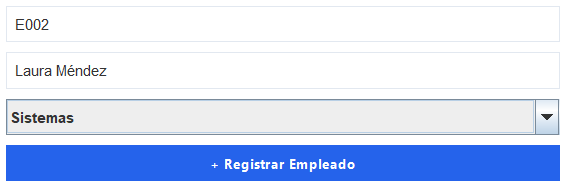 E002
Laura Méndez
Sistemas
+ Registrar Empleado